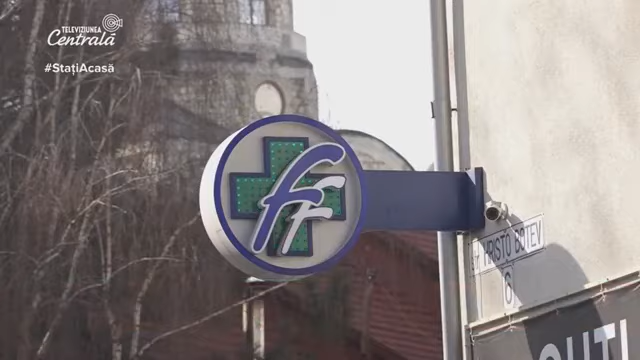 TELEVIZIUNEA
Centrală
#StațiAcasă
FF
HRISTO BOTEV
6